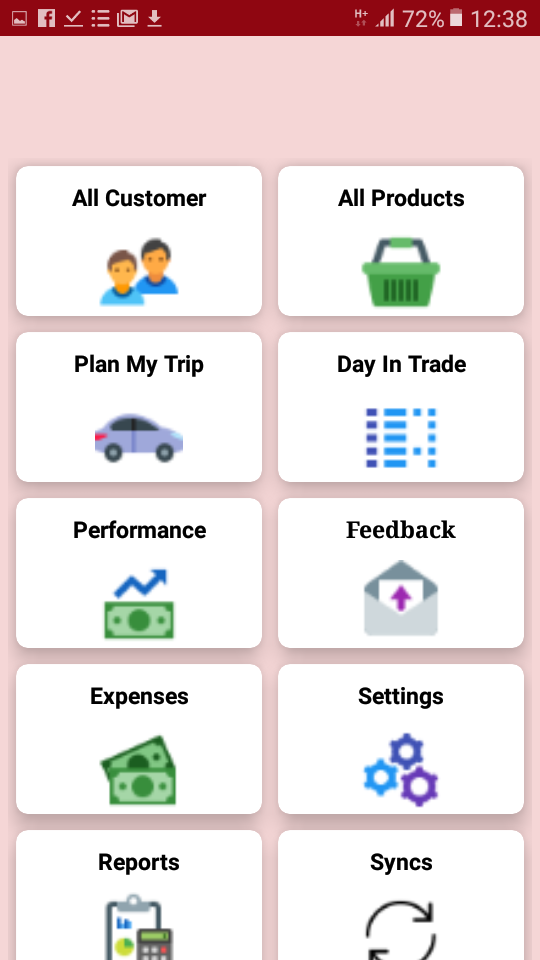 H+ 72% 12:38
All Customer
All Products
Plan My Trip
Day In Trade
Performance
Feedback
Expenses
Settings
Reports
Syncs